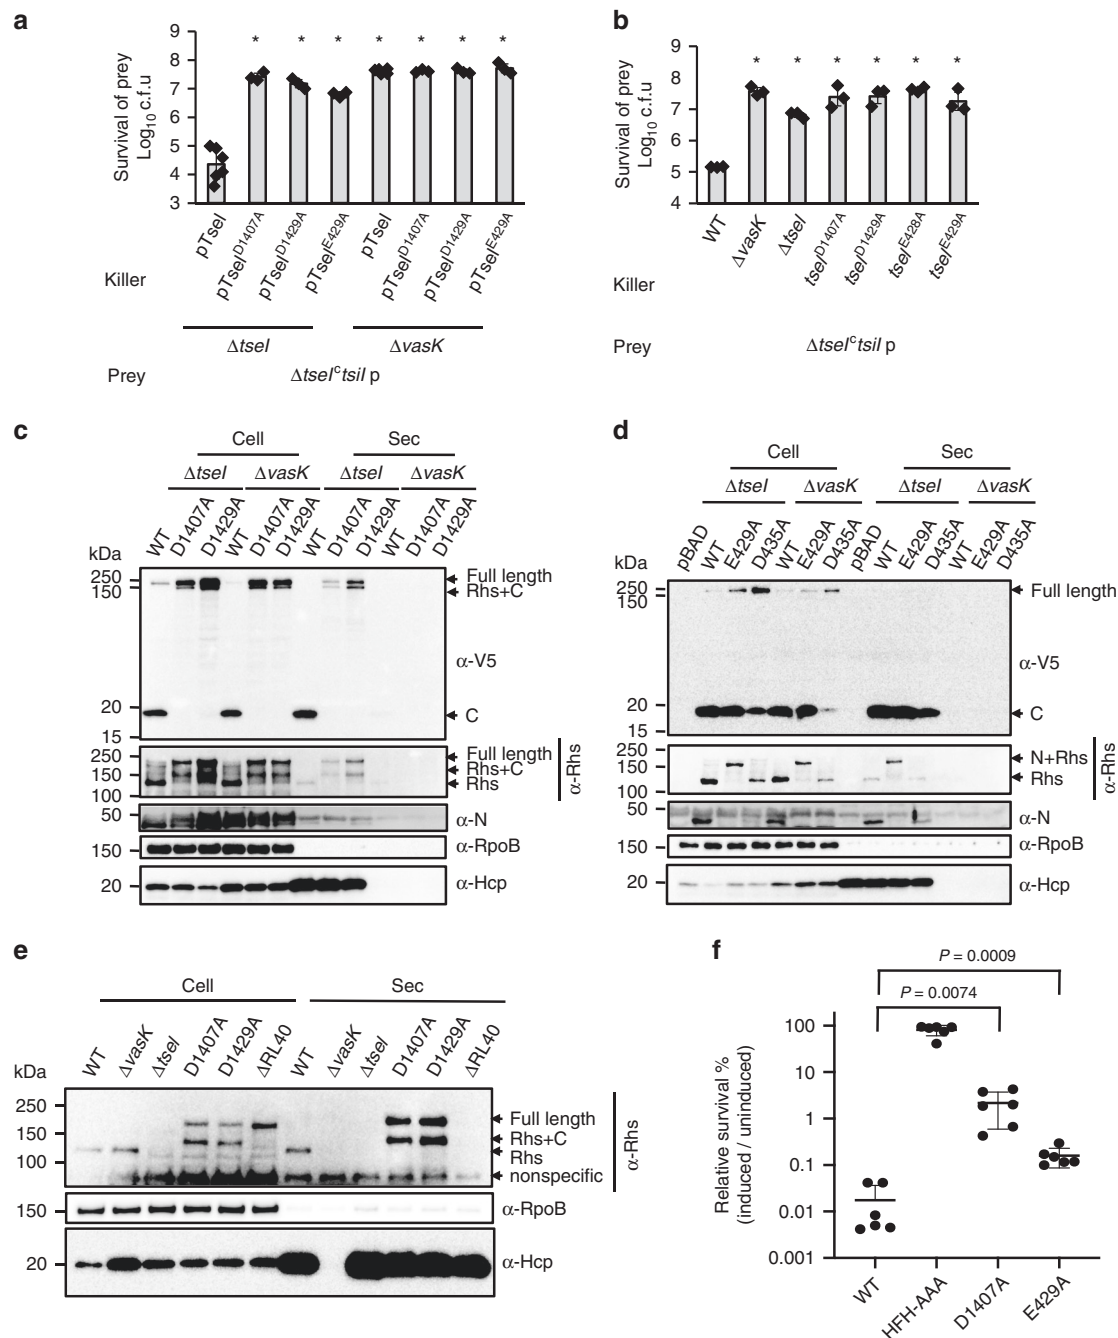 a
Survival of prey
Log10 c.f.u
9
8
7
6
5
4
3
pTseI
pTseI^D1407A
pTseI^D1429A
pTseI^E429A
pTseI
pTseI^D1407A
pTseI^D1429A
pTseI^E429A
* * * * * * *
Killer
ΔtseI
ΔvasK
Prey
ΔtseI^c tsiI p
b
Survival of prey
Log10 c.f.u
9
8
7
6
5
4
* * * * * *
WT
ΔvasK
ΔtseI
tseI^D1407A
tseI^D1429A
tseI^E428A
tseI^E429A
Killer
Prey
ΔtseI^c tsiI p
c
Cell Sec
ΔtseI ΔvasK ΔtseI ΔvasK
kDa
WT D1407A D1429A WT D1407A D1429A WT D1407A D1429A WT D1407A D1429A
250
150
20
15
Full length
Rhs+C
α-V5
C
250
150
100
Full length
Rhs+C
Rhs
α-Rhs
50
α-N
150
α-RpoB
20
α-Hcp
d
Cell Sec
ΔtseI ΔvasK ΔtseI ΔvasK
kDa
pBAD WT E429A D435A WT E429A D435A pBAD WT E429A D435A WT E429A D435A
250
150
20
15
Full length
α-V5
C
250
150
100
N+Rhs
Rhs
α-Rhs
50
α-N
150
α-RpoB
20
α-Hcp
e
Cell Sec
kDa
WT ΔvasK ΔtseI D1407A D1429A ΔRL40 WT ΔvasK ΔtseI D1407A D1429A ΔRL40
250
150
100
Full length
Rhs+C
Rhs
nonspecific
α-Rhs
150
α-RpoB
20
α-Hcp
f
P = 0.0009
P = 0.0074
Relative survival %
(induced / uninduced)
100
10
1
0.1
0.01
0.001
WT
HFH-AAA
D1407A
E429A